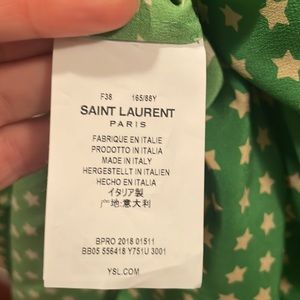 F38 165/88Y
SAINT LAURENT
PARIS
FABRIQUE EN ITALIE
PRODOTTO IN ITALIA
MADE IN ITALY
HERGESTELLT IN ITALIEN
HECHO EN ITALIA
イタリア製
产地:意大利
BPRO 2018 01511
BB05 556418 Y751U 3001
YSL.COM